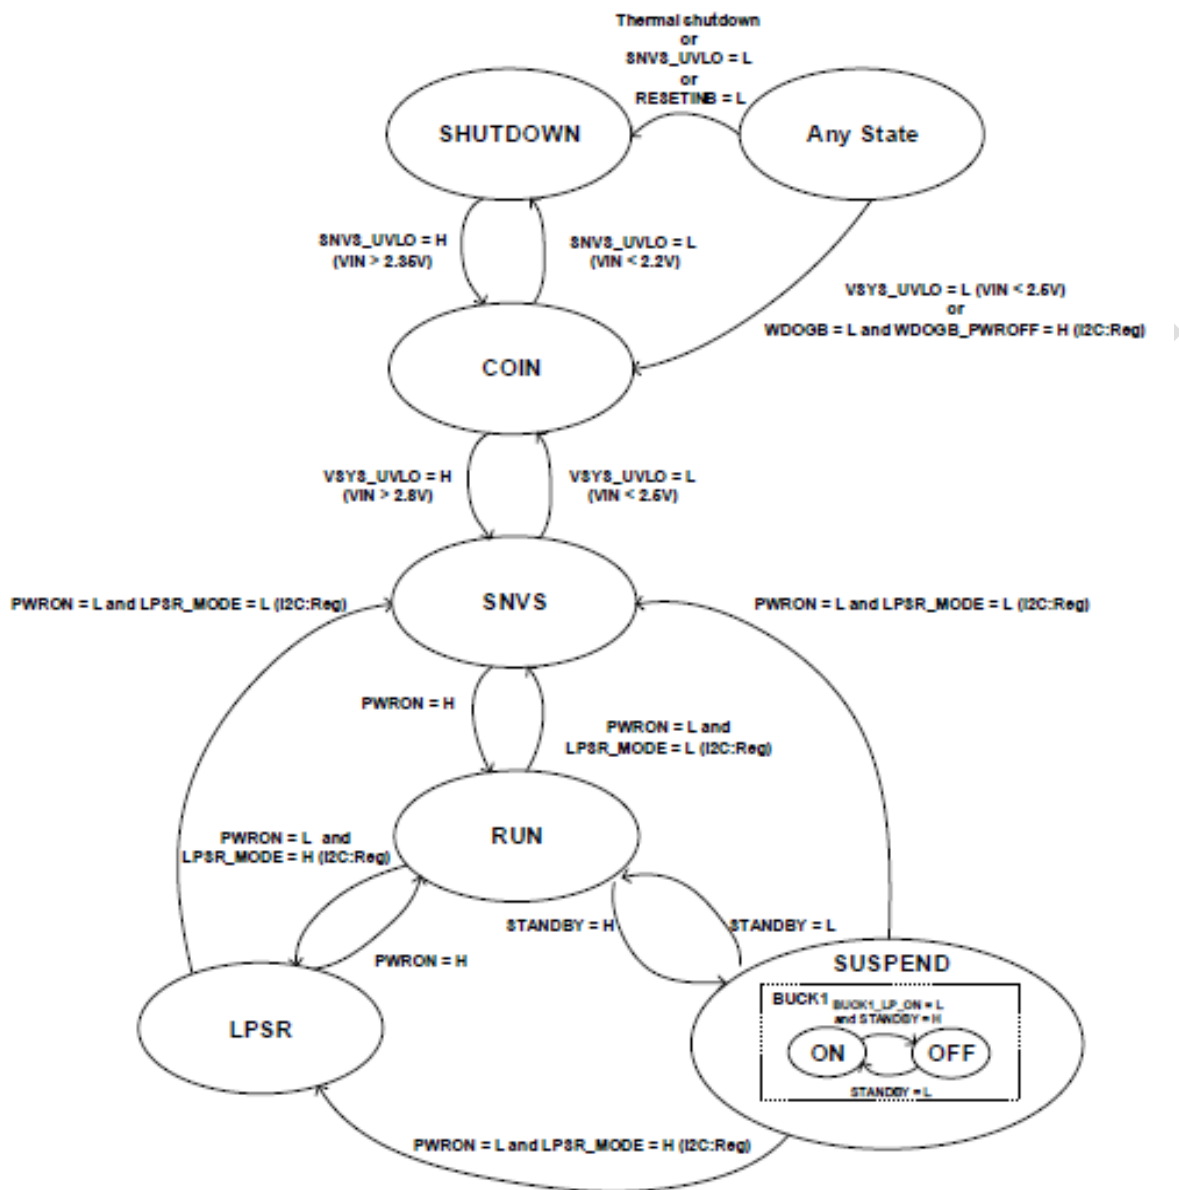 Thermal shutdown
or
SNVS_UVLO = L
or
RESETINB = L
SHUTDOWN
Any State
SNVS_UVLO = H
(VIN > 2.35V)
SNVS_UVLO = L
(VIN < 2.2V)
VSYS_UVLO = L (VIN < 2.5V)
or
WDOGB = L and WDOGB_PWROFF = H (I2C:Reg)
COIN
VSYS_UVLO = H
(VIN > 2.8V)
VSYS_UVLO = L
(VIN < 2.5V)
SNVS
PWRON = L and LPSR_MODE = L (I2C:Reg)
PWRON = L and LPSR_MODE = L (I2C:Reg)
PWRON = H
PWRON = L and
LPSR_MODE = L (I2C:Reg)
RUN
PWRON = L and
LPSR_MODE = H (I2C:Reg)
STANDBY = H
STANDBY = L
PWRON = H
LPSR
SUSPEND
BUCK1
BUCK1_LP_ON = L
and STANDBY = H
ON
OFF
STANDBY = L
PWRON = L and LPSR_MODE = H (I2C:Reg)